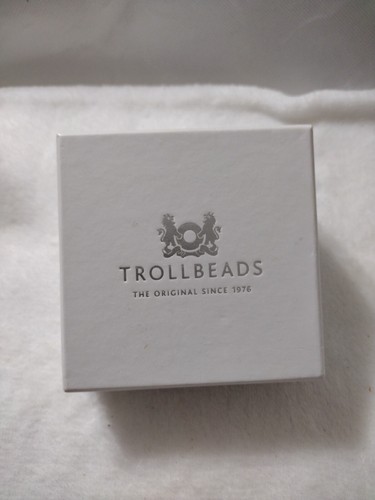 TROLLBEADS
THE ORIGINAL SINCE 1976